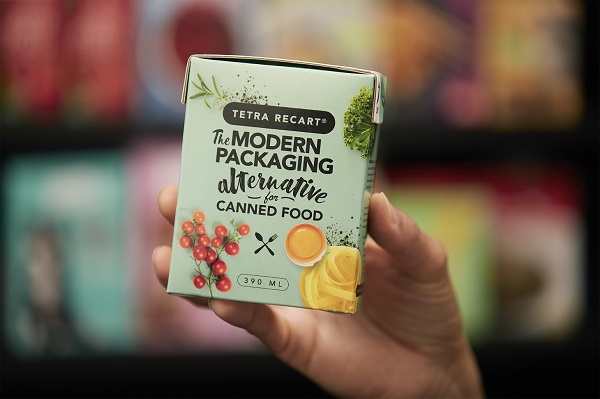 TETRA RECART®
The MODERN
PACKAGING
alternative
for
CANNED FOOD
390 ML